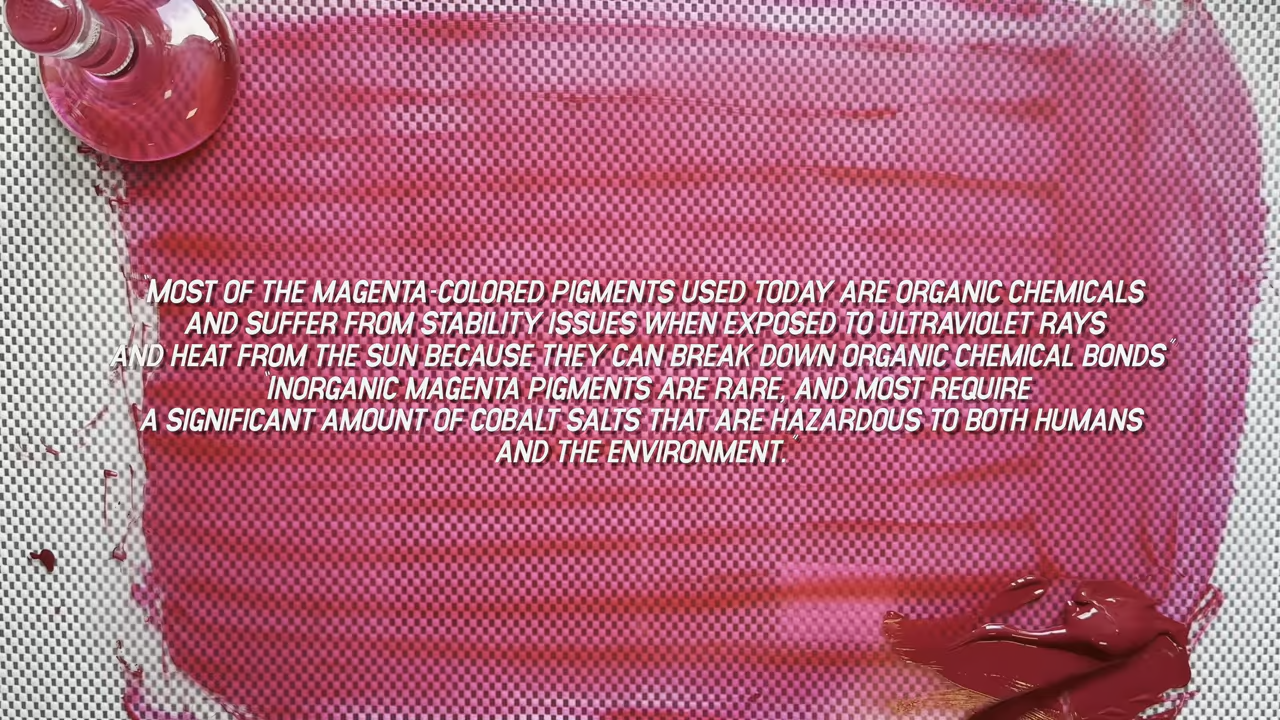 "MOST OF THE MAGENTA-COLORED PIGMENTS USED TODAY ARE ORGANIC CHEMICALS
AND SUFFER FROM STABILITY ISSUES WHEN EXPOSED TO ULTRAVIOLET RAYS
AND HEAT FROM THE SUN BECAUSE THEY CAN BREAK DOWN ORGANIC CHEMICAL BONDS"
"INORGANIC MAGENTA PIGMENTS ARE RARE, AND MOST REQUIRE
A SIGNIFICANT AMOUNT OF COBALT SALTS THAT ARE HAZARDOUS TO BOTH HUMANS
AND THE ENVIRONMENT."